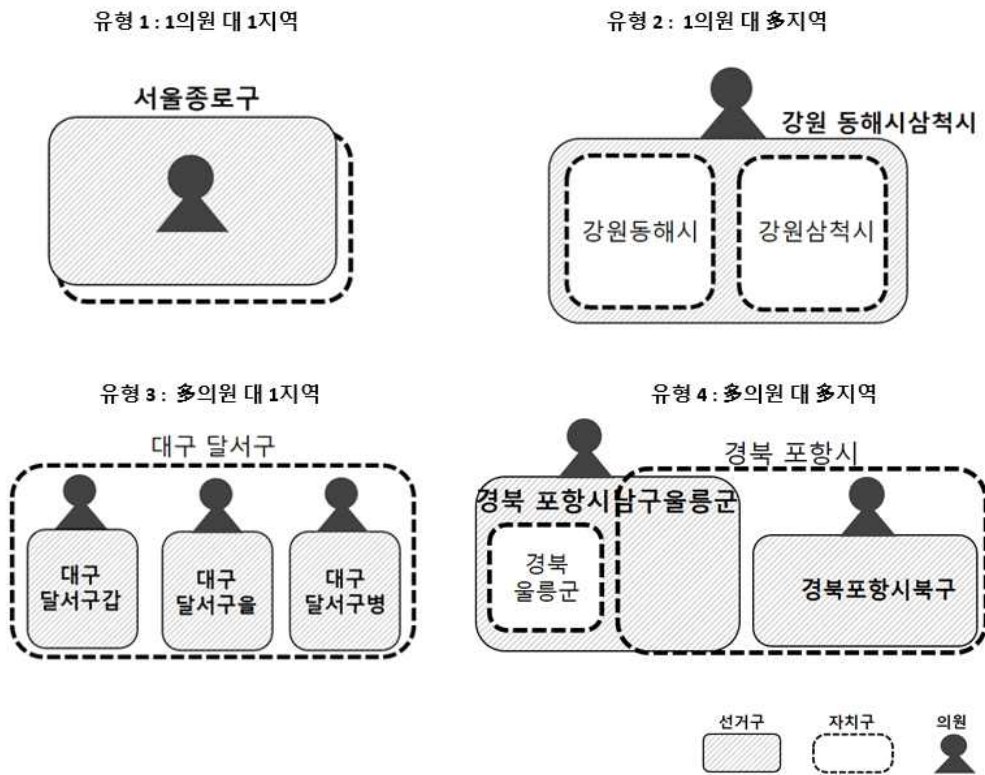 유형 1 : 1의원 대 1지역
서울종로구
유형 2 : 1의원 대 多지역
강원 동해시삼척시
강원동해시
강원삼척시
유형 3 : 多의원 대 1지역
대구 달서구
대구
달서구갑
대구
달서구을
대구
달서구병
유형 4 : 多의원 대 多지역
경북 포항시
경북 포항시남구울릉군
경북
울릉군
경북포항시북구
선거구
자치구
의원